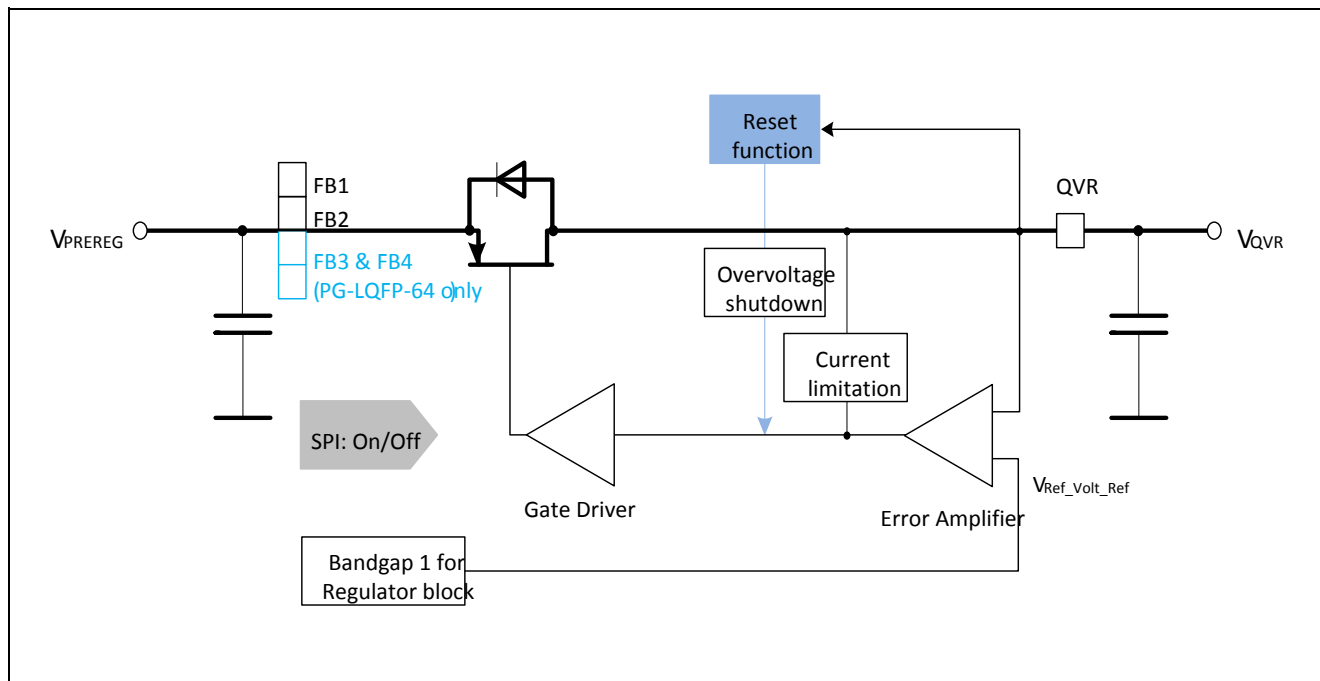 Reset
function
FB1
QVR
FB2
VPREREG
VQVR
FB3 & FB4
(PG-LQFP-64 only)
Overvoltage
shutdown
Current
limitation
SPI: On/Off
VRef_Volt_Ref
Gate Driver
Error Amplifier
Bandgap 1 for
Regulator block